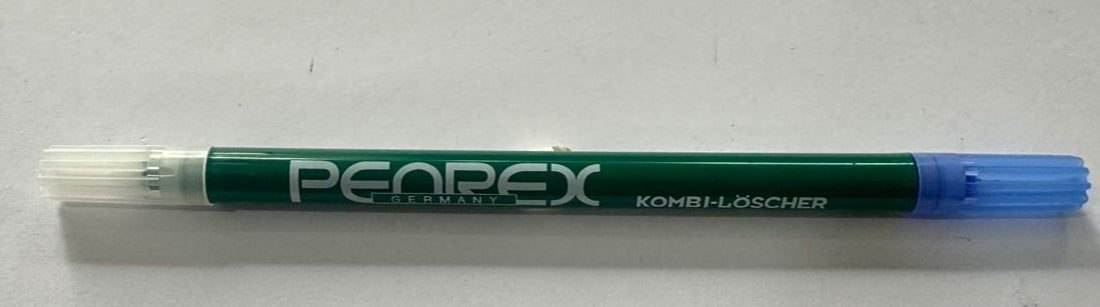 PENREX
GERMANY
KOMBI-LÖSCHER